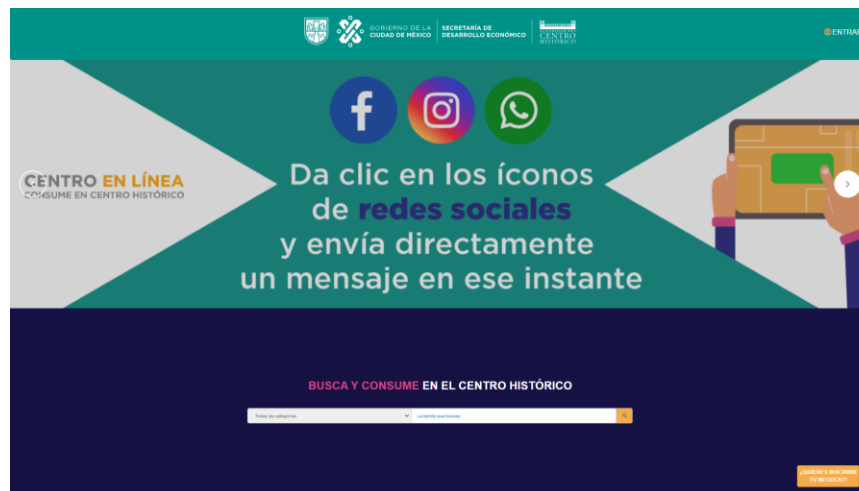 GOBIERNO DE LA
CIUDAD DE MÉXICO
SECRETARÍA DE
DESARROLLO ECONÓMICO
CENTRO
HISTÓRICO
ENTRAR
CENTRO EN LÍNEA
CONSUME EN CENTRO HISTÓRICO
Da clic en los íconos
de redes sociales
y envía directamente
un mensaje en ese instante
BUSCA Y CONSUME EN EL CENTRO HISTÓRICO
Todas las categorías
La tienda que buscas
¿QUIERES INSCRIBIR
TU NEGOCIO?